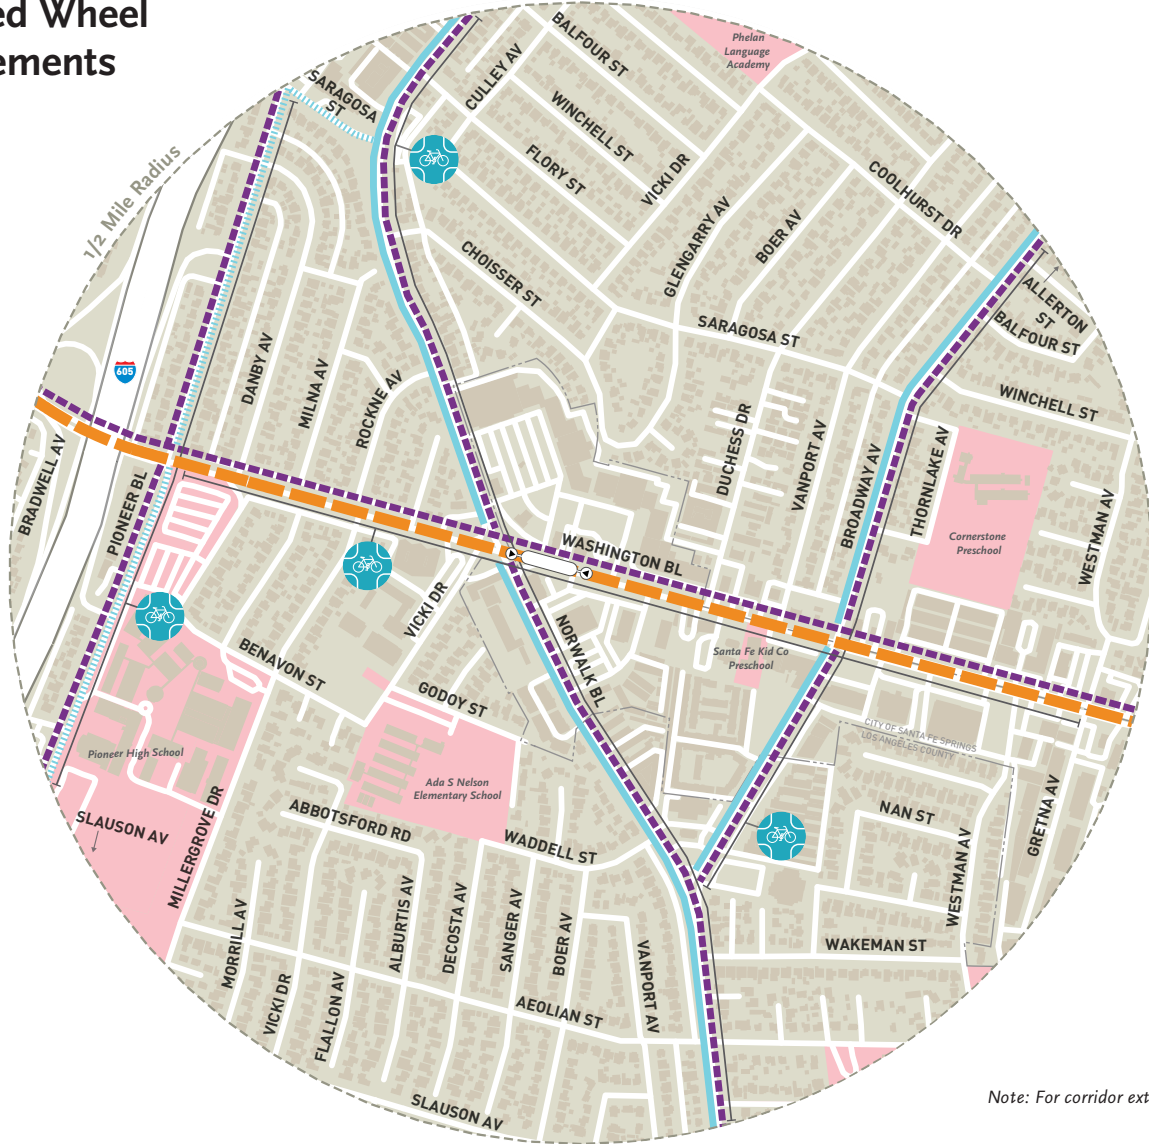 ed Wheel
ements
1/2 Mile Radius
SARAGOSA
ST
CULLEY AV
BALFOUR ST
Phelan
Language
Academy
WINCHELL ST
FLORY ST
VICKI DR
COOLHURST DR
GLENGARRY AV
BOER AV
CHOISSER ST
SARAGOSA ST
ALLERTON
ST
BALFOUR ST
WINCHELL ST
605
DANBY AV
MILNA AV
ROCKNE AV
DUCHESS DR
VANPORT AV
BROADWAY AV
THORNLAKE AV
WESTMAN AV
BRADWELL AV
PIONEER BL
Cornerstone
Preschool
WASHINGTON BL
VICKI DR
NORWALK BL
Santa Fe Kid Co
Preschool
BENAVON ST
GODOY ST
CITY OF SANTA FE SPRINGS
LOS ANGELES COUNTY
Pioneer High School
Ada S Nelson
Elementary School
SLAUSON AV
MILLERGROVE DR
ABBOTSFORD RD
WADDELL ST
NAN ST
GRETNA AV
WESTMAN AV
WAKEMAN ST
MORRILL AV
VICKI DR
FLALLON AV
ALBURTIS AV
DECOSTA AV
SANGER AV
BOER AV
VANPORT AV
AEOLIAN ST
SLAUSON AV
Note: For corridor ext